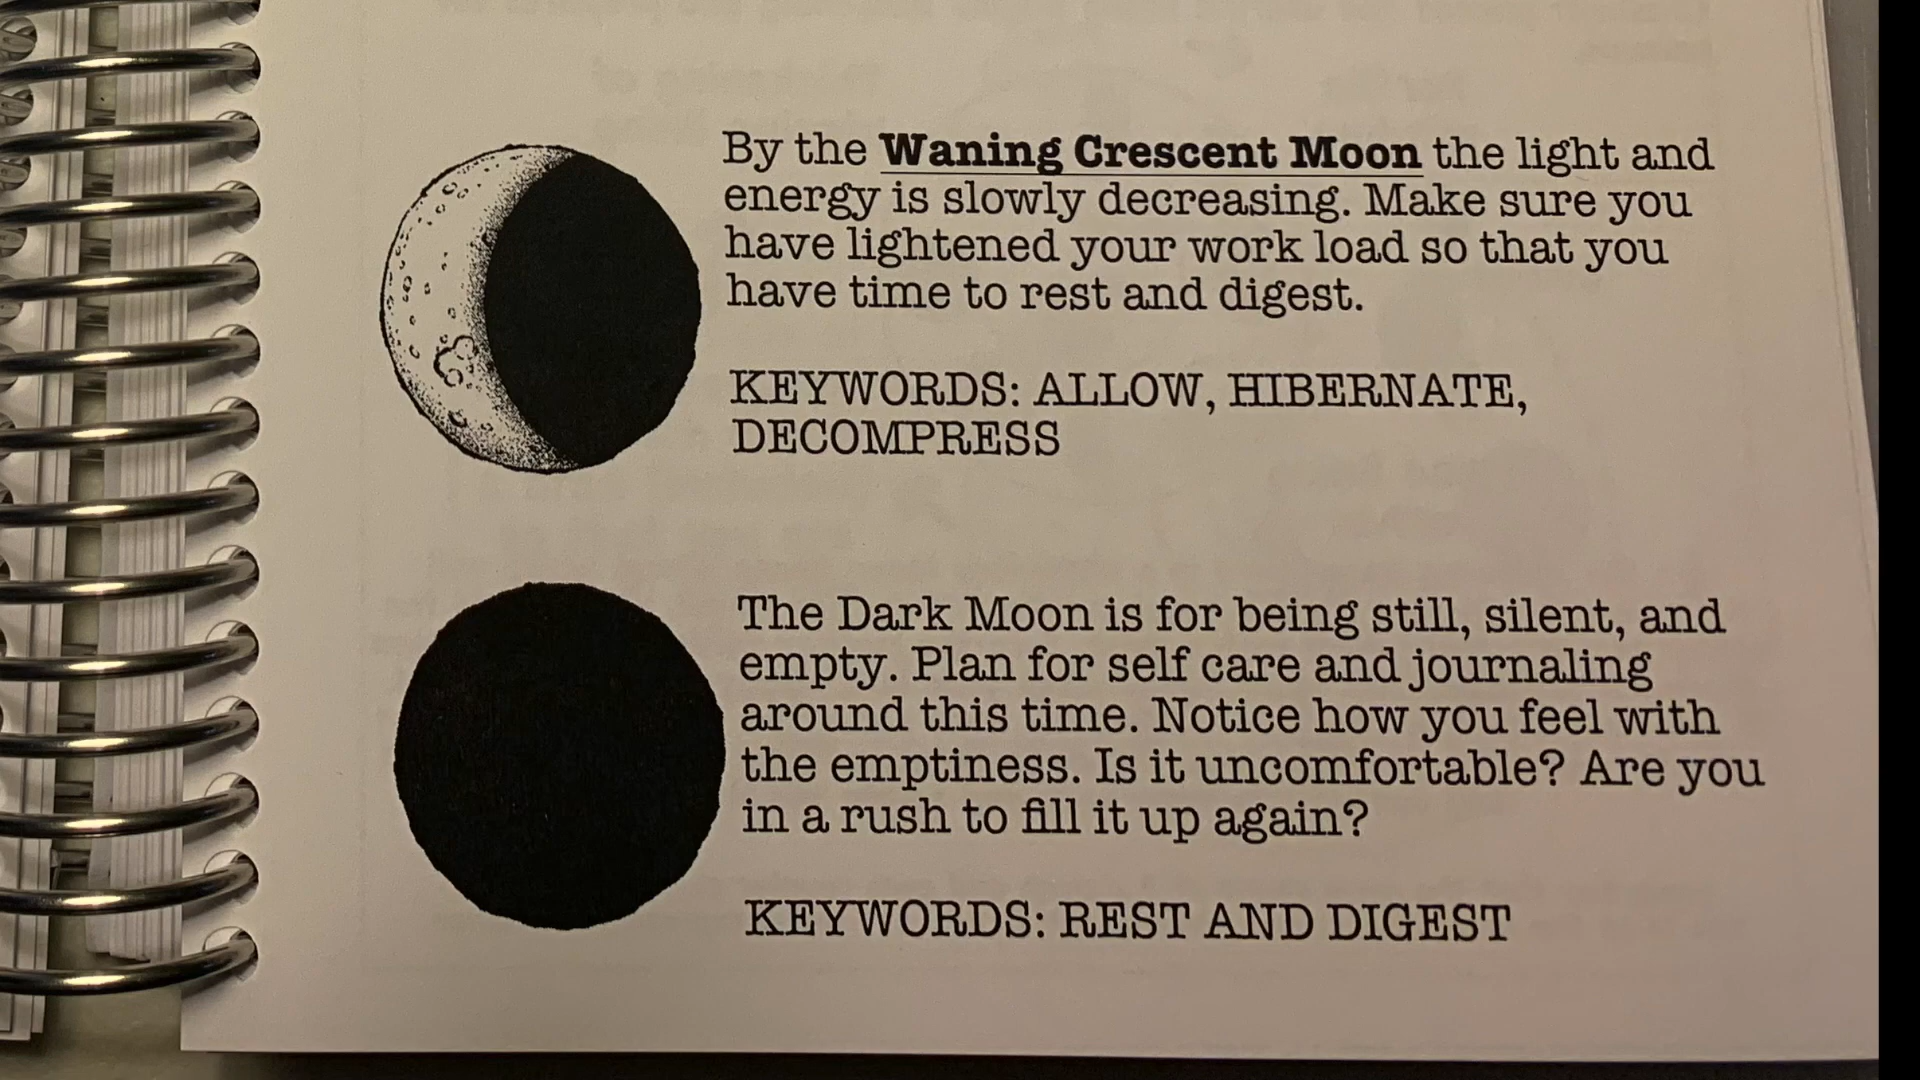 By the Waning Crescent Moon the light and
energy is slowly decreasing. Make sure you
have lightened your work load so that you
have time to rest and digest.
KEYWORDS: ALLOW, HIBERNATE,
DECOMPRESS
The Dark Moon is for being still, silent, and
empty. Plan for self care and journaling
around this time. Notice how you feel with
the emptiness. Is it uncomfortable? Are you
in a rush to fill it up again?
KEYWORDS: REST AND DIGEST